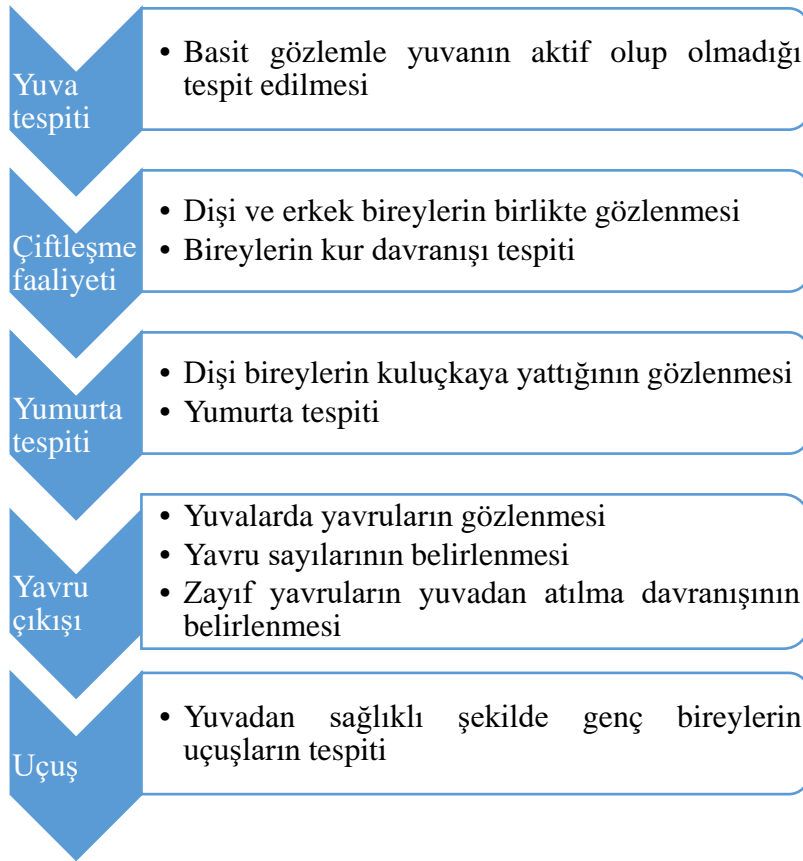 Yuva
tespiti
• Basit gözlemle yuvanın aktif olup olmadığı
tespit edilmesi
Çiftleşme
faaliyeti
• Dişi ve erkek bireylerin birlikte gözlenmesi
• Bireylerin kur davranışı tespiti
Yumurta
tespiti
• Dişi bireylerin kuluçkaya yattığının gözlenmesi
• Yumurta tespiti
Yavru
çıkışı
• Yuvalarda yavruların gözlenmesi
• Yavru sayılarının belirlenmesi
• Zayıf yavruların yuvadan atılma davranışının
belirlenmesi
Uçuş
• Yuvadan sağlıklı şekilde genç bireylerin
uçuşların tespiti